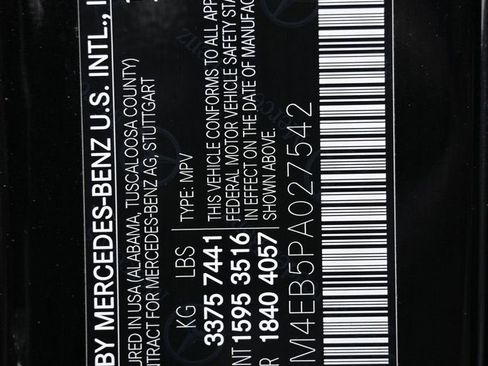 BY MERCEDES-BENZ U.S. INTL.,
URED IN USA (ALABAMA, TUSCALOOSA COUNTY)
NTRACT FOR MERCEDES-BENZ AG, STUTTGART
KG LBS TYPE: MPV
3375 7441 THIS VEHICLE CONFORMS TO ALL APP
FEDERAL MOTOR VEHICLE SAFETY STA
NT 1595 3516 IN EFFECT ON THE DATE OF MANUFAC
R 1840 4057 SHOWN ABOVE.
M4EB5PA027542